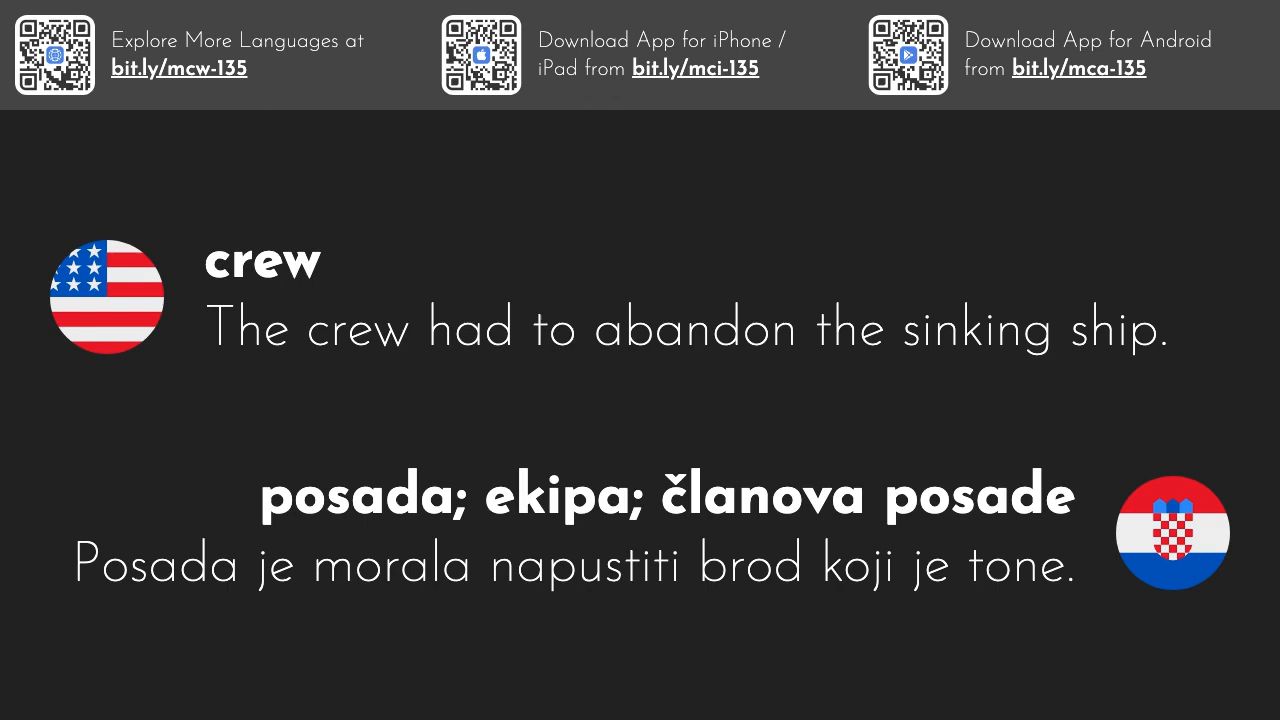 Explore More Languages at
bit.ly/mcw-135
Download App for iPhone /
iPad from bit.ly/mci-135
Download App for Android
from bit.ly/mca-135
crew
The crew had to abandon the sinking ship.
posada; ekipa; članova posade
Posada je morala napustiti brod koji je tone.